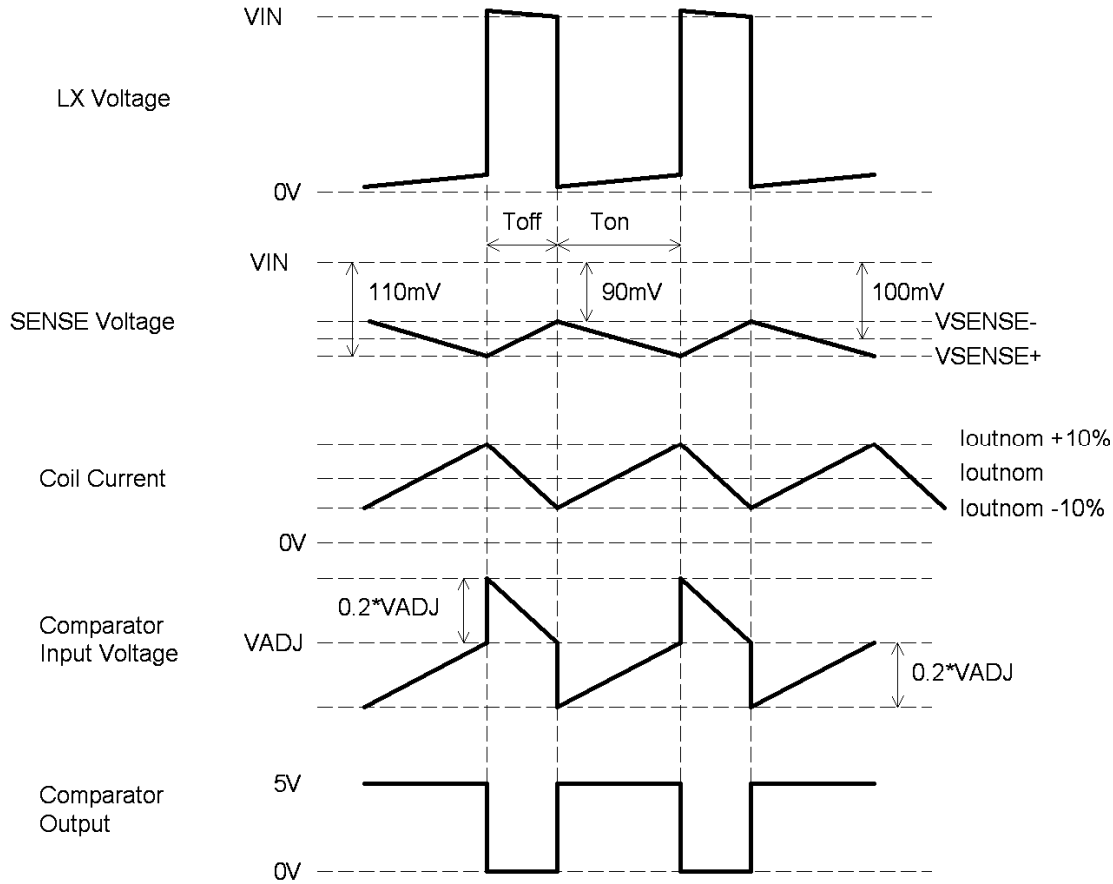 VIN
LX Voltage
0V
Toff
Ton
VIN
110mV
90mV
100mV
SENSE Voltage
VSENSE-
VSENSE+
Ioutnom +10%
Coil Current
Ioutnom
Ioutnom -10%
0V
0.2*VADJ
Comparator
Input Voltage
VADJ
0.2*VADJ
5V
Comparator
Output
0V